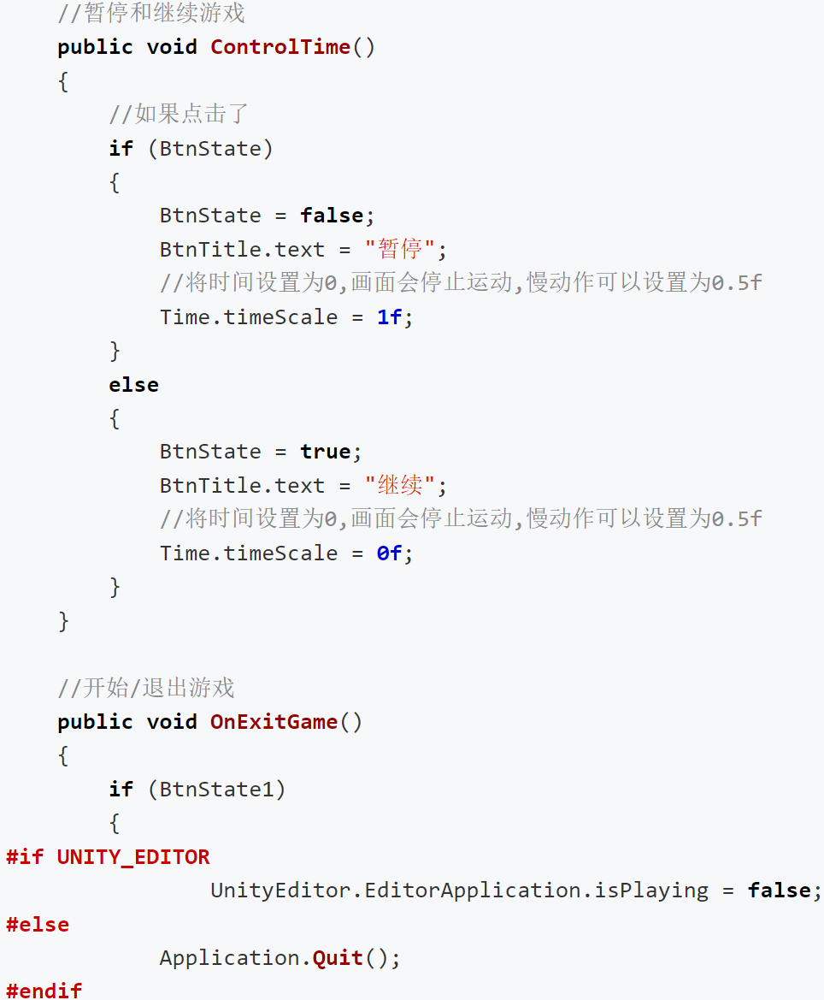 //暂停和继续游戏
public void ControlTime()
{
//如果点击了
if (BtnState)
{
BtnState = false;
BtnTitle.text = "暂停";
//将时间设置为0,画面会停止运动,慢动作可以设置为0.5f
Time.timeScale = 1f;
}
else
{
BtnState = true;
BtnTitle.text = "继续";
//将时间设置为0,画面会停止运动,慢动作可以设置为0.5f
Time.timeScale = 0f;
}
}
//开始/退出游戏
public void OnExitGame()
{
if (BtnState1)
{
#if UNITY_EDITOR
UnityEditor.EditorApplication.isPlaying = false;
#else
Application.Quit();
#endif